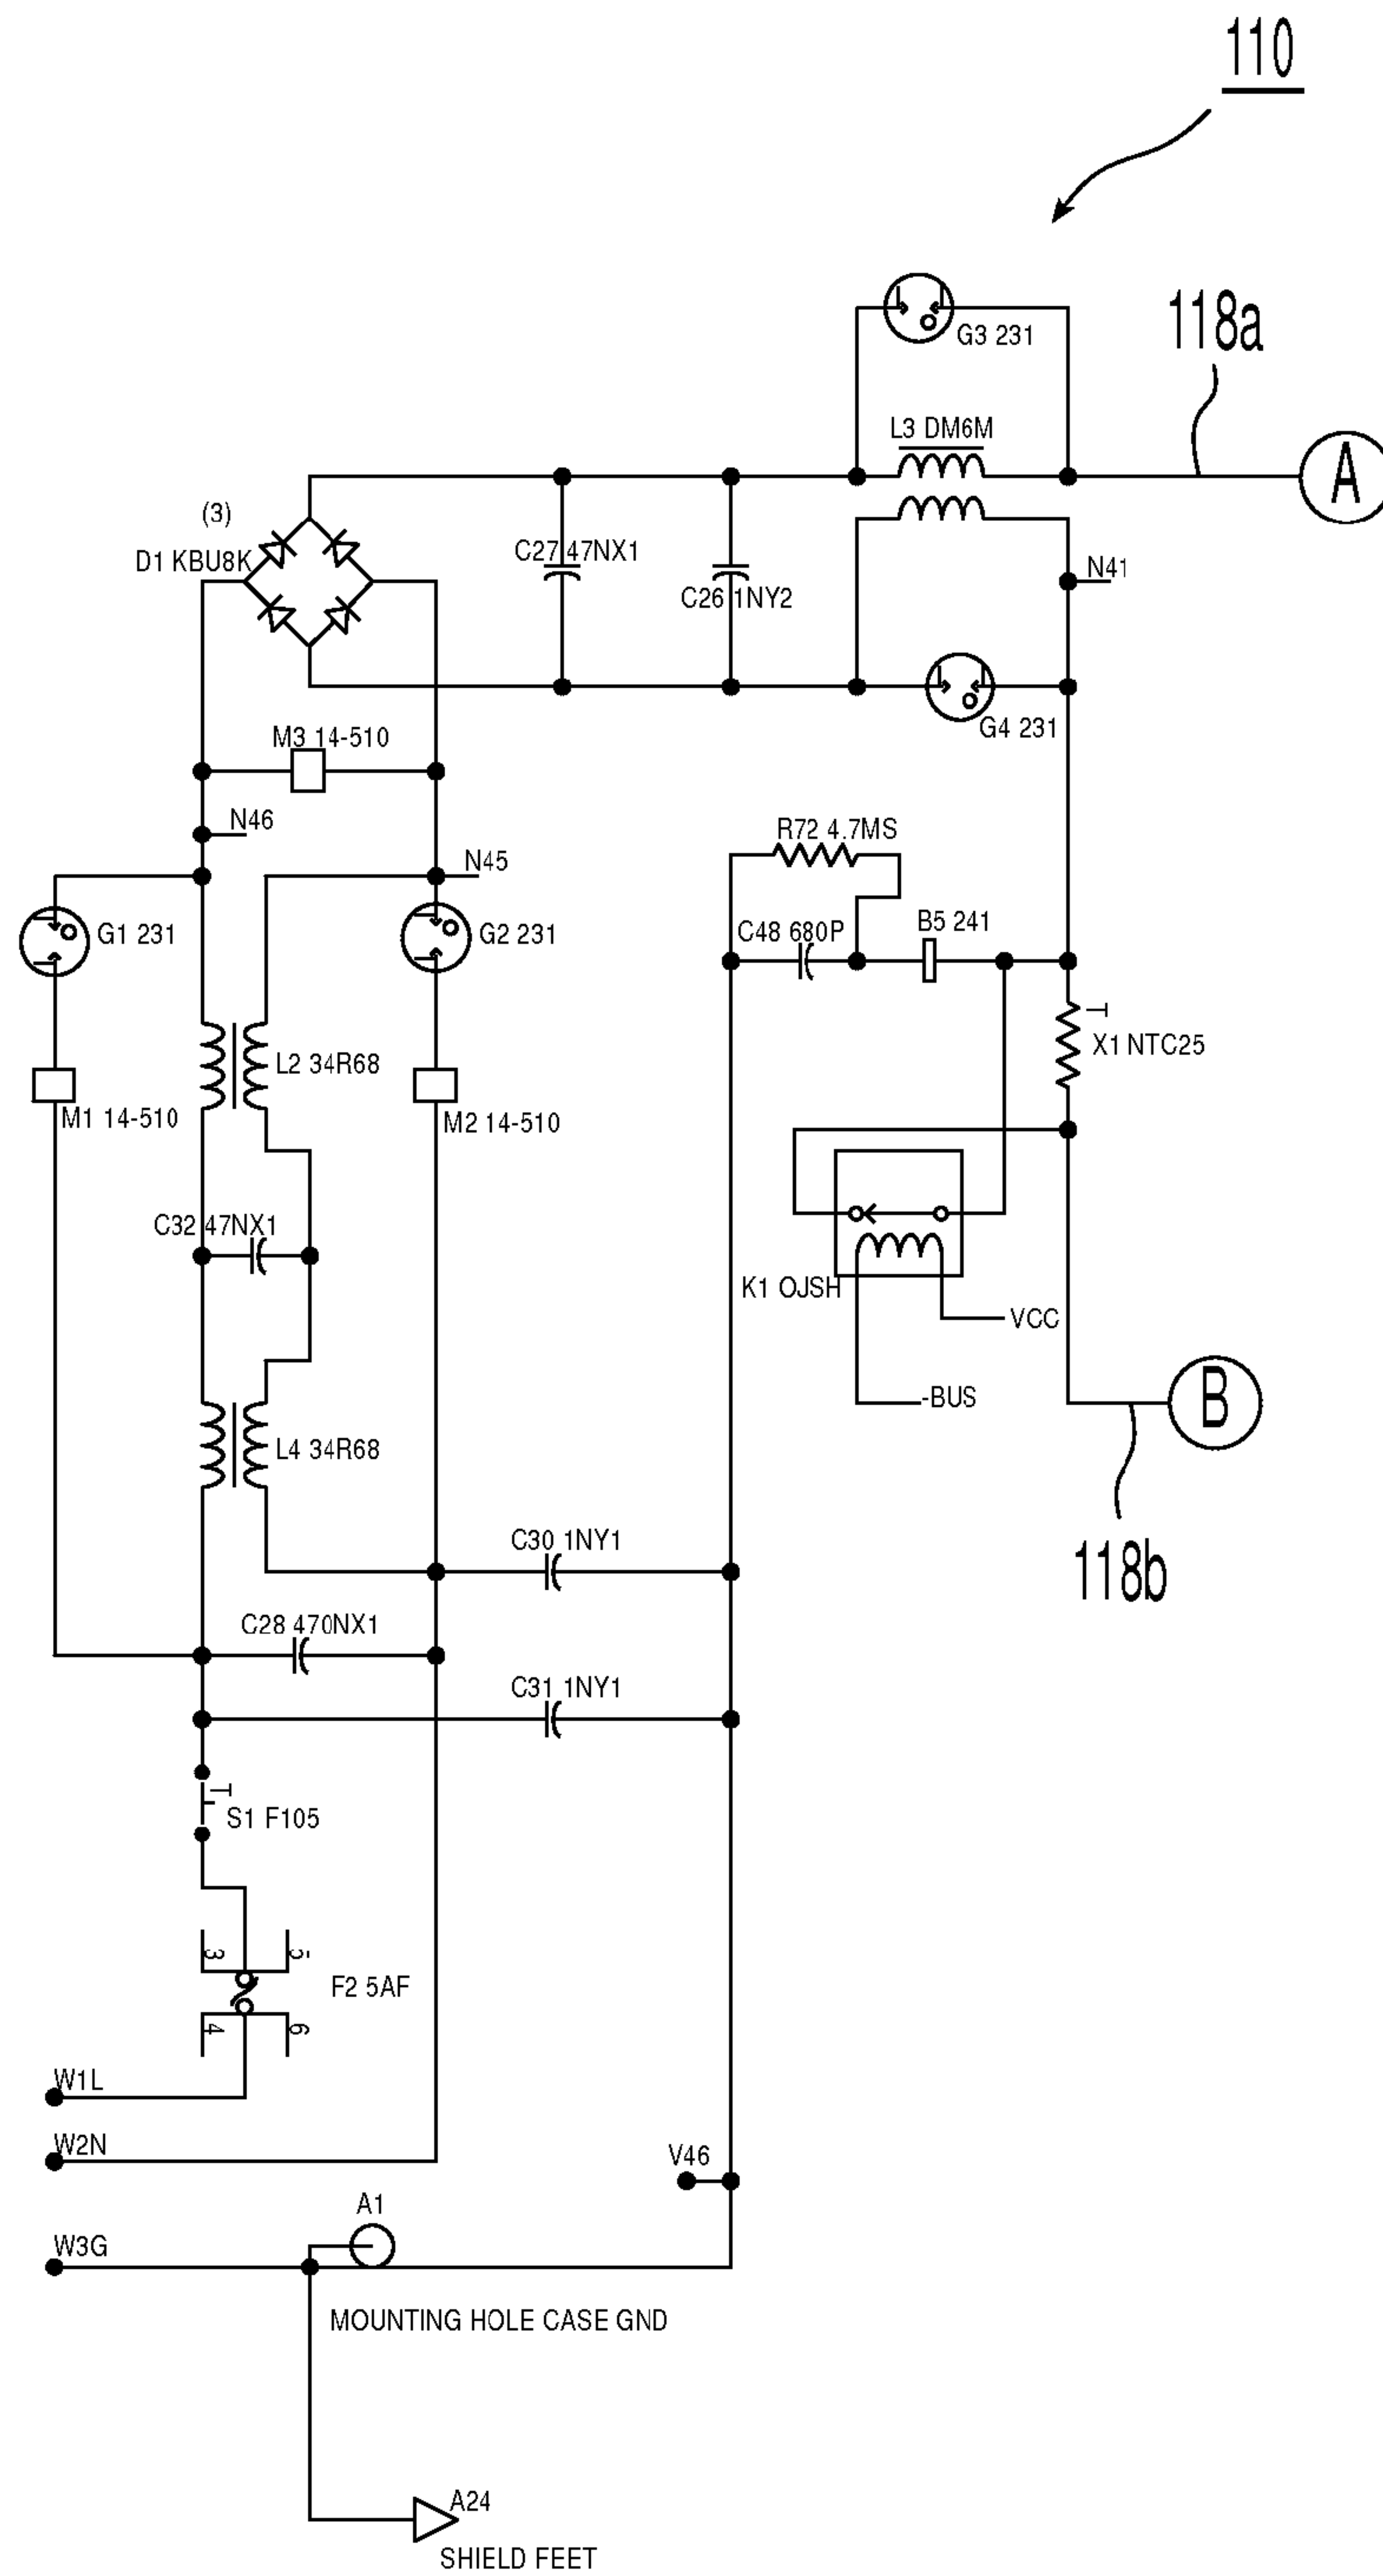 110
G3 231
118a
L3 DM6M
A
(3)
D1 KBU8K
C27 47NX1
C26 1NY2
N41
G4 231
M3 14-510
N46
R72 4.7MS
N45
G1 231
G2 231
C48 680P
B5 241
T
X1 NTC25
L2 34R68
M1 14-510
M2 14-510
C32 47NX1
K1 OJSH
VCC
-BUS
B
L4 34R68
C30 1NY1
118b
C28 470NX1
C31 1NY1
T
S1 F105
3
5
F2 5AF
4
6
W1L
W2N
V46
A1
W3G
MOUNTING HOLE CASE GND
A24
SHIELD FEET